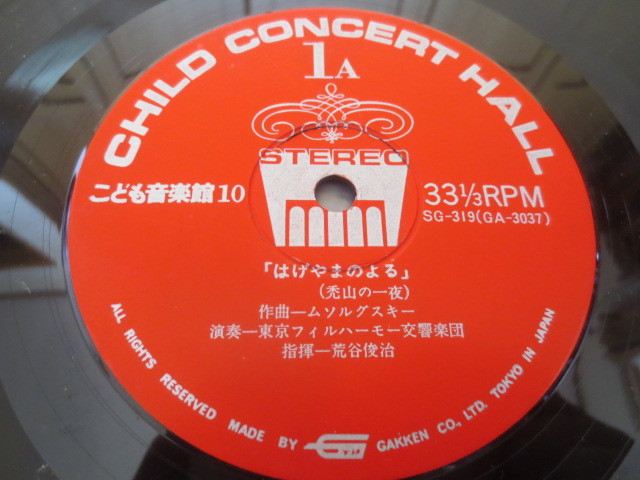 CHILD CONCERT HALL
1A
STEREO
こども音楽館10
33⅓RPM
SG-319(GA-3037)
「はげやまのよる」
(禿山の一夜)
作曲ームソルグスキー
演奏ー東京フィルハーモー交響楽団
指揮ー荒谷俊治
ALL RIGHTS RESERVED MADE BY GAKKEN CO., LTD. TOKYO IN JAPAN